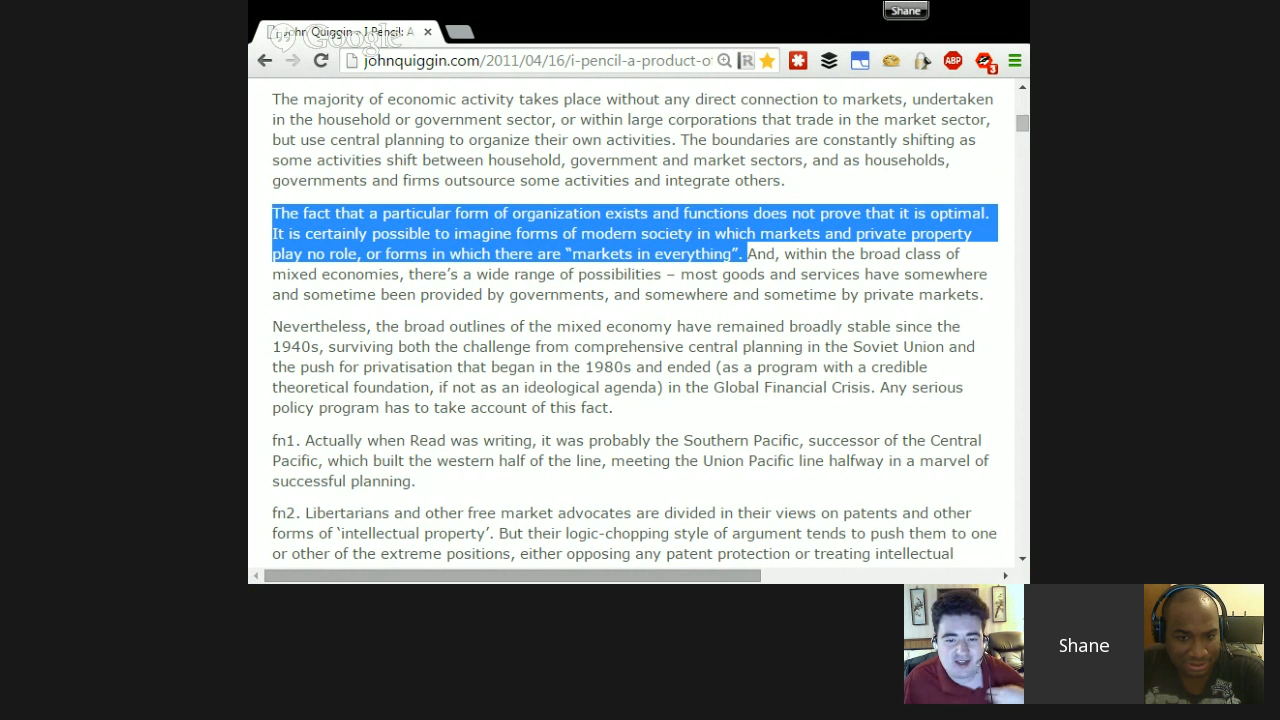 Shane
John Quiggin - I Pencil: A
Google
johnquiggin.com/2011/04/16/i-pencil-a-product-o
ABP
3
The majority of economic activity takes place without any direct connection to markets, undertaken
in the household or government sector, or within large corporations that trade in the market sector,
but use central planning to organize their own activities. The boundaries are constantly shifting as
some activities shift between household, government and market sectors, and as households,
governments and firms outsource some activities and integrate others.
The fact that a particular form of organization exists and functions does not prove that it is optimal.
It is certainly possible to imagine forms of modern society in which markets and private property
play no role, or forms in which there are “markets in everything”. And, within the broad class of
mixed economies, there’s a wide range of possibilities – most goods and services have somewhere
and sometime been provided by governments, and somewhere and sometime by private markets.
Nevertheless, the broad outlines of the mixed economy have remained broadly stable since the
1940s, surviving both the challenge from comprehensive central planning in the Soviet Union and
the push for privatisation that began in the 1980s and ended (as a program with a credible
theoretical foundation, if not as an ideological agenda) in the Global Financial Crisis. Any serious
policy program has to take account of this fact.
fn1. Actually when Read was writing, it was probably the Southern Pacific, successor of the Central
Pacific, which built the western half of the line, meeting the Union Pacific line halfway in a marvel of
successful planning.
fn2. Libertarians and other free market advocates are divided in their views on patents and other
forms of ‘intellectual property’. But their logic-chopping style of argument tends to push them to one
or other of the extreme positions, either opposing any patent protection or treating intellectual
Shane